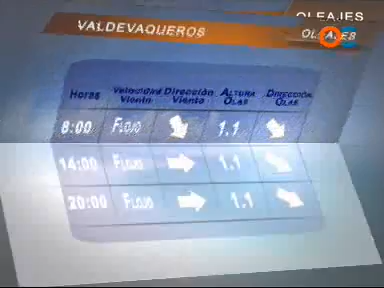 OLEAJES
VALDEVAQUEROS
OLEAJES
Horas Velocidad Viento Dirección Viento Altura Olas Dirección Olas
8:00 Flojo 1.1
14:00 Flojo 1.1
20:00 Flojo 1.1